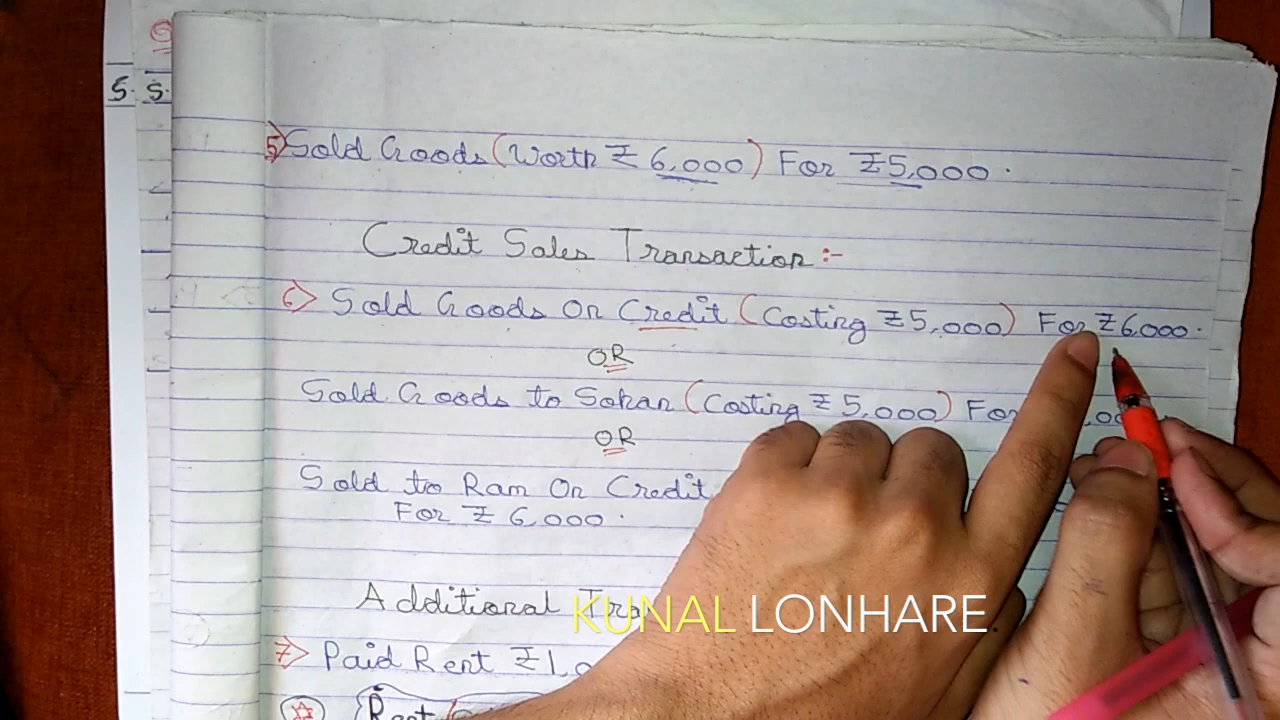 S. S.
5> Sold Goods (Worth ₹ 6,000) For ₹5,000.
Credit Sales Transaction :-
6> Sold Goods On Credit (Costing ₹5,000) For ₹6,000.
OR
Sold Goods to Sohan (Costing ₹ 5,000) For
OR
Sold to Ram On Credit
For ₹ 6,000.
Additional
KUNAL LONHARE.
7> Paid Rent
Rent